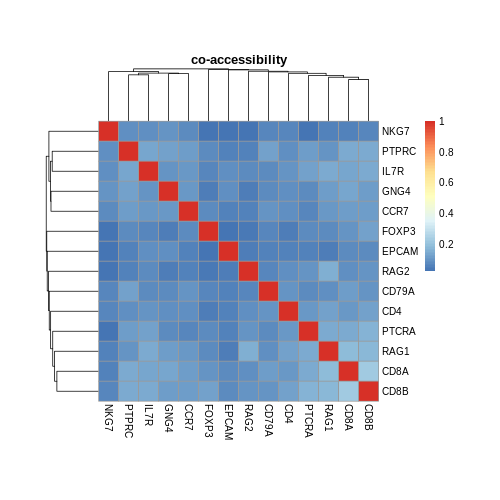 co-accessibility
NKG7
PTPRC
IL7R
GNG4
CCR7
FOXP3
EPCAM
RAG2
CD79A
CD4
PTCRA
RAG1
CD8A
CD8B
1
0.8
0.6
0.4
0.2
NKG7
PTPRC
IL7R
GNG4
CCR7
FOXP3
EPCAM
RAG2
CD79A
CD4
PTCRA
RAG1
CD8A
CD8B